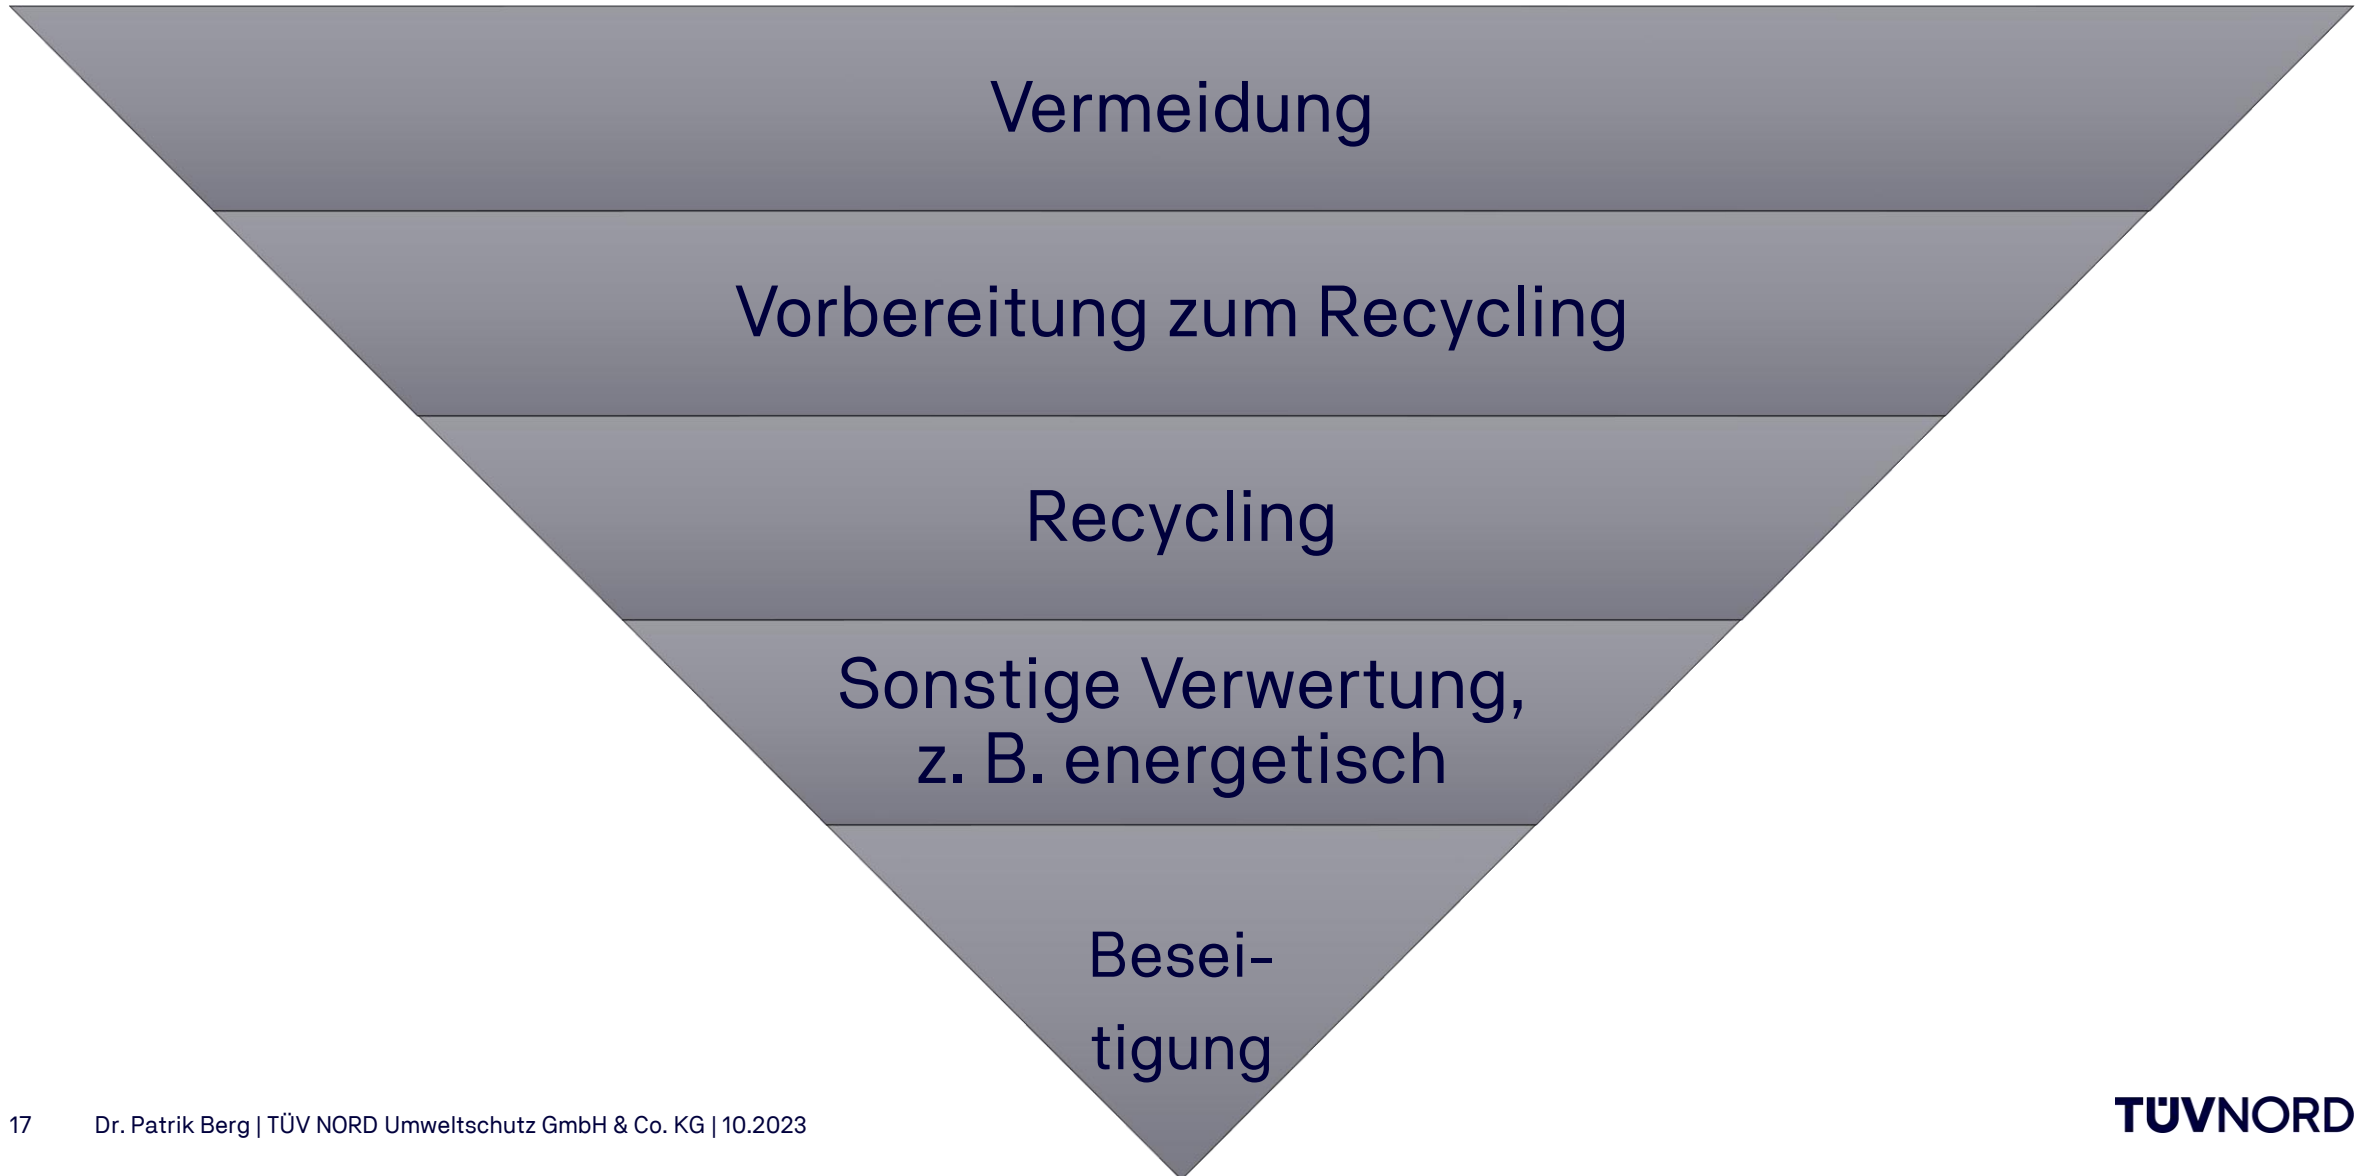 Vermeidung
Vorbereitung zum Recycling
Recycling
Sonstige Verwertung,
z. B. energetisch
Besei-
tigung
17 Dr. Patrik Berg | TÜV NORD Umweltschutz GmbH & Co. KG | 10.2023
TÜVNORD